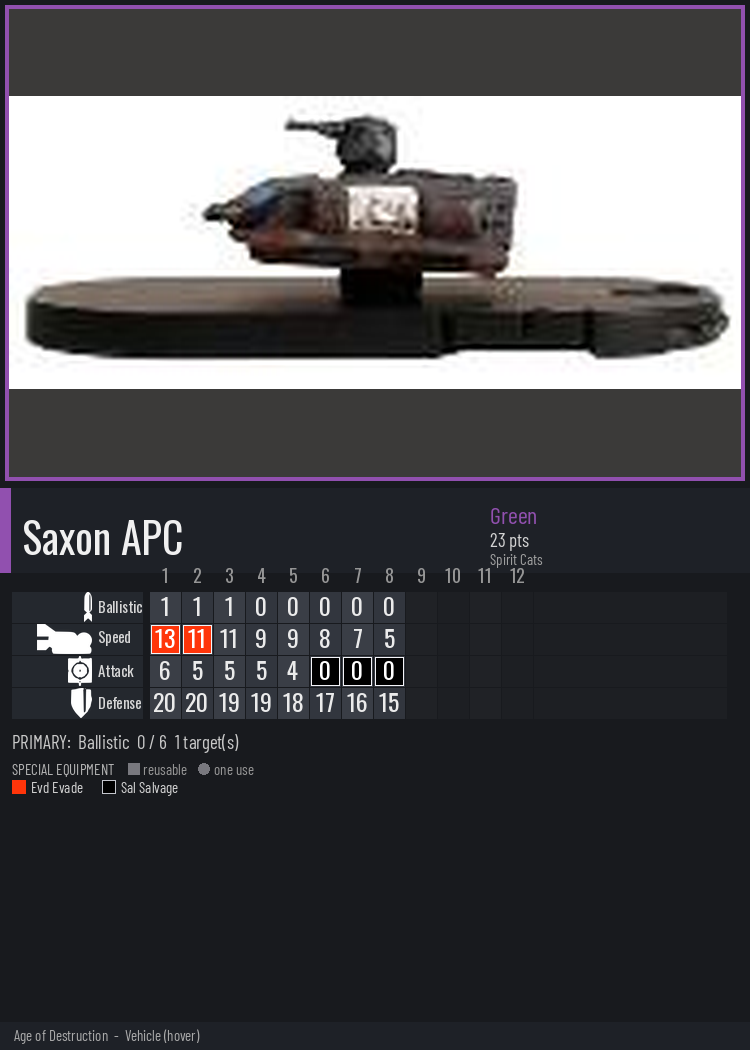 Saxon APC
Green
23 pts
Spirit Cats
1 2 3 4 5 6 7 8 9 10 11 12
Ballistic 1 1 1 0 0 0 0 0
Speed 13 11 11 9 9 8 7 5
Attack 6 5 5 5 4 0 0 0
Defense 20 20 19 19 18 17 16 15
PRIMARY: Ballistic 0 / 6 1 target(s)
SPECIAL EQUIPMENT reusable one use
Evd Evade Sal Salvage
Age of Destruction - Vehicle (hover)